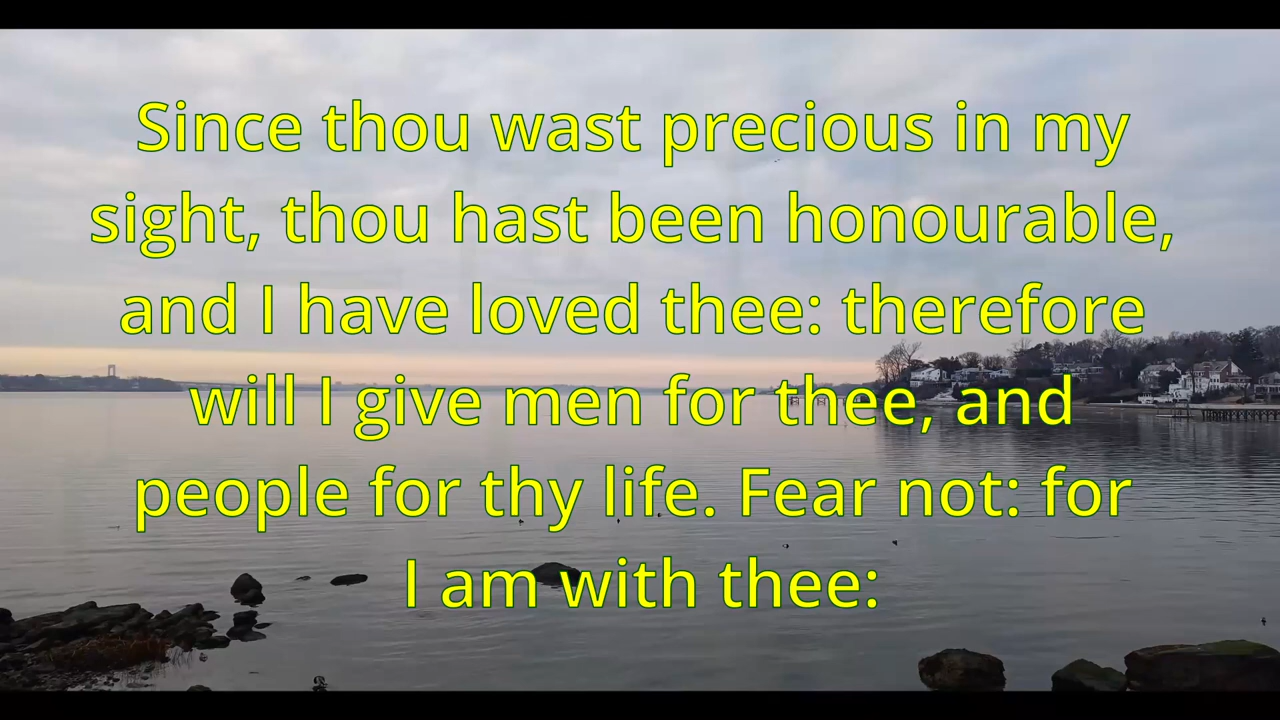 Since thou wast precious in my
sight, thou hast been honourable,
and I have loved thee: therefore
will I give men for thee, and
people for thy life. Fear not: for
I am with thee: